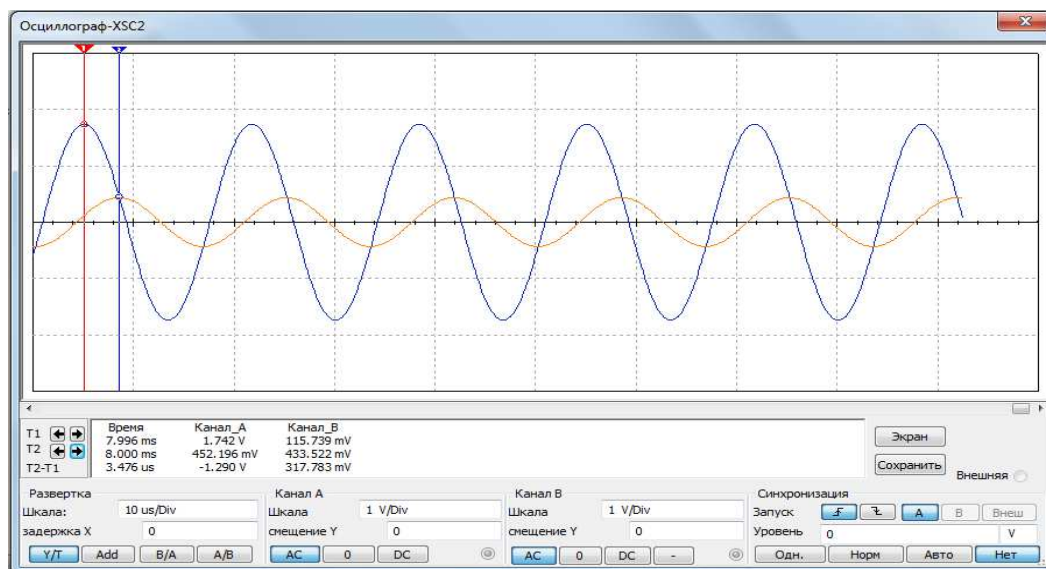 Осциллограф-XSC2
Время Канал_A Канал_B
T1 7.996 ms 1.742 V 115.739 mV
T2 8.000 ms 452.196 mV 433.522 mV
T2-T1 3.476 us -1.290 V 317.783 mV
Экран
Сохранить
Внешняя
Развертка
Шкала: 10 us/Div
задержка X 0
Y/T Add B/A A/B
Канал A
Шкала 1 V/Div
смещение Y 0
AC 0 DC
Канал B
Шкала 1 V/Div
смещение Y 0
AC 0 DC -
Синхронизация
Запуск A B Внеш
Уровень 0 V
Одн. Норм Авто Нет